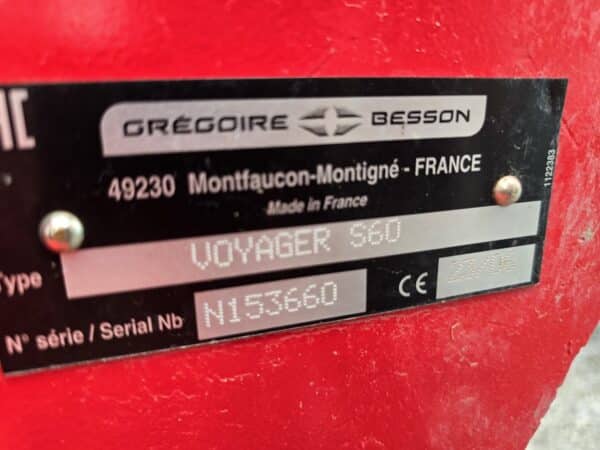 GRÉGOIRE BESSON
49230 Montfaucon-Montigné - FRANCE
Made in France
Type VOYAGER S60
N° série / Serial Nb N153660 CE
1122383